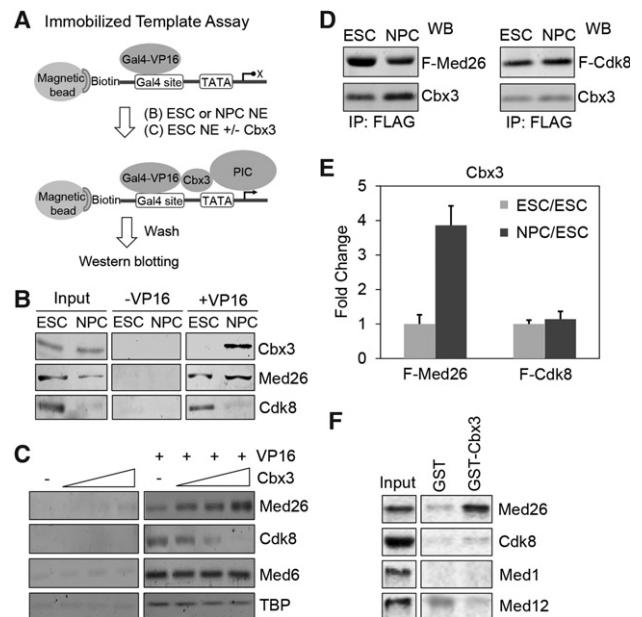 A Immobilized Template Assay
Gal4-VP16
Magnetic bead
Biotin
Gal4 site
TATA
x
(B) ESC or NPC NE
(C) ESC NE +/- Cbx3
Gal4-VP16
Cbx3
PIC
Magnetic bead
Biotin
Gal4 site
TATA
Wash
Western blotting
B
Input -VP16 +VP16
ESC NPC ESC NPC ESC NPC
Cbx3
Med26
Cdk8
C
+ + + + VP16
- - Cbx3
Med26
Cdk8
Med6
TBP
D
ESC NPC WB ESC NPC WB
F-Med26 F-Cdk8
Cbx3 Cbx3
IP: FLAG IP: FLAG
E
Cbx3
ESC/ESC
NPC/ESC
Fold Change
5
4
3
2
1
0
F-Med26 F-Cdk8
F
Input GST GST-Cbx3
Med26
Cdk8
Med1
Med12